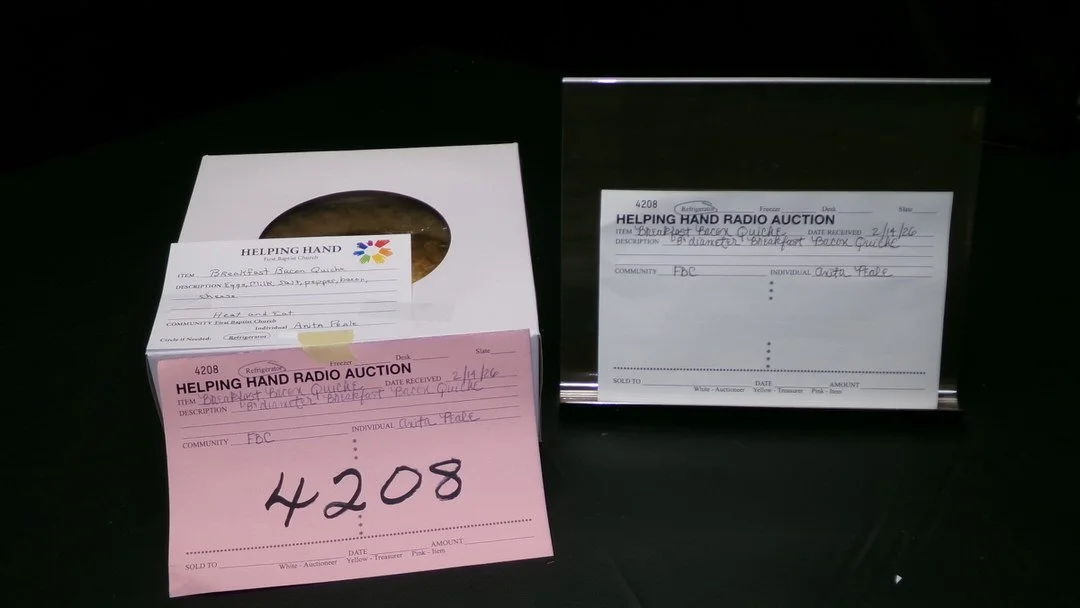 HELPING HAND
First Baptist Church
ITEM Breakfast Bacon Quiche
DESCRIPTION Eggs, Milk, Salt, pepper, bacon,
cheese
Heat and Eat
COMMUNITY First Baptist Church
Individual Anita Peale
Circle if Needed: Refrigerator
4208 Refrigerator Freezer Desk Slate
HELPING HAND RADIO AUCTION
ITEM Breakfast Bacon Quiche DATE RECEIVED 2/14/26
DESCRIPTION 8" diameter Breakfast Bacon Quiche
COMMUNITY FBC INDIVIDUAL Anita Peale
4208
SOLD TO DATE AMOUNT
White - Auctioneer Yellow - Treasurer Pink - Item
4208 Refrigerator Freezer Desk Slate
HELPING HAND RADIO AUCTION
ITEM Breakfast Bacon Quiche DATE RECEIVED 2/14/26
DESCRIPTION 8" diameter Breakfast Bacon Quiche
COMMUNITY FBC INDIVIDUAL Anita Peale
SOLD TO DATE AMOUNT
White - Auctioneer Yellow - Treasurer Pink - Item